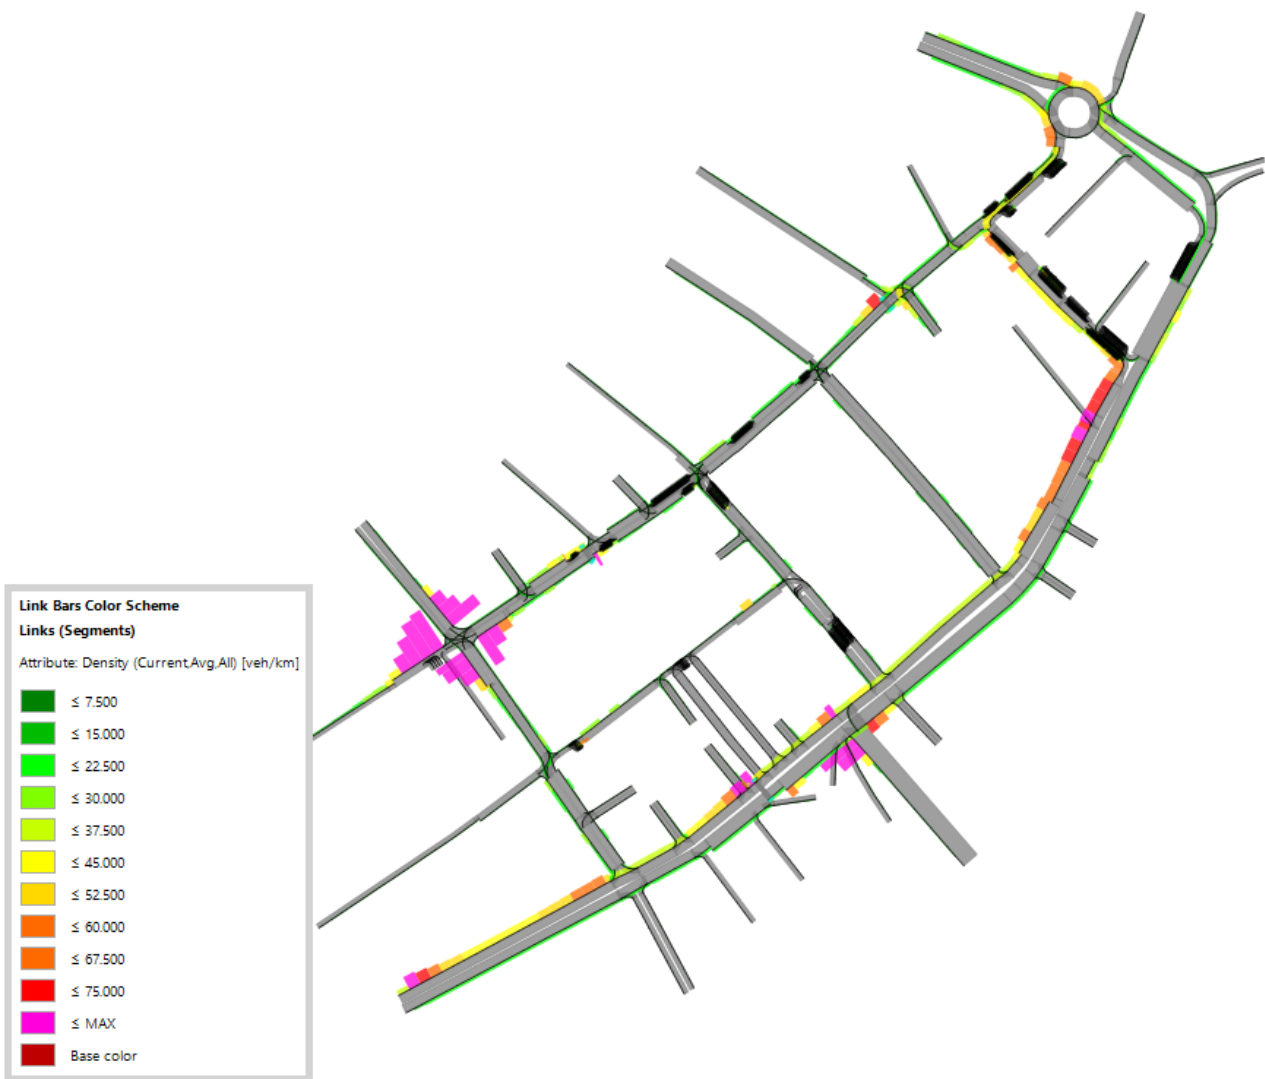 Link Bars Color Scheme
Links (Segments)
Attribute: Density (Current,Avg,All) [veh/km]
≤ 7.500
≤ 15.000
≤ 22.500
≤ 30.000
≤ 37.500
≤ 45.000
≤ 52.500
≤ 60.000
≤ 67.500
≤ 75.000
≤ MAX
Base color